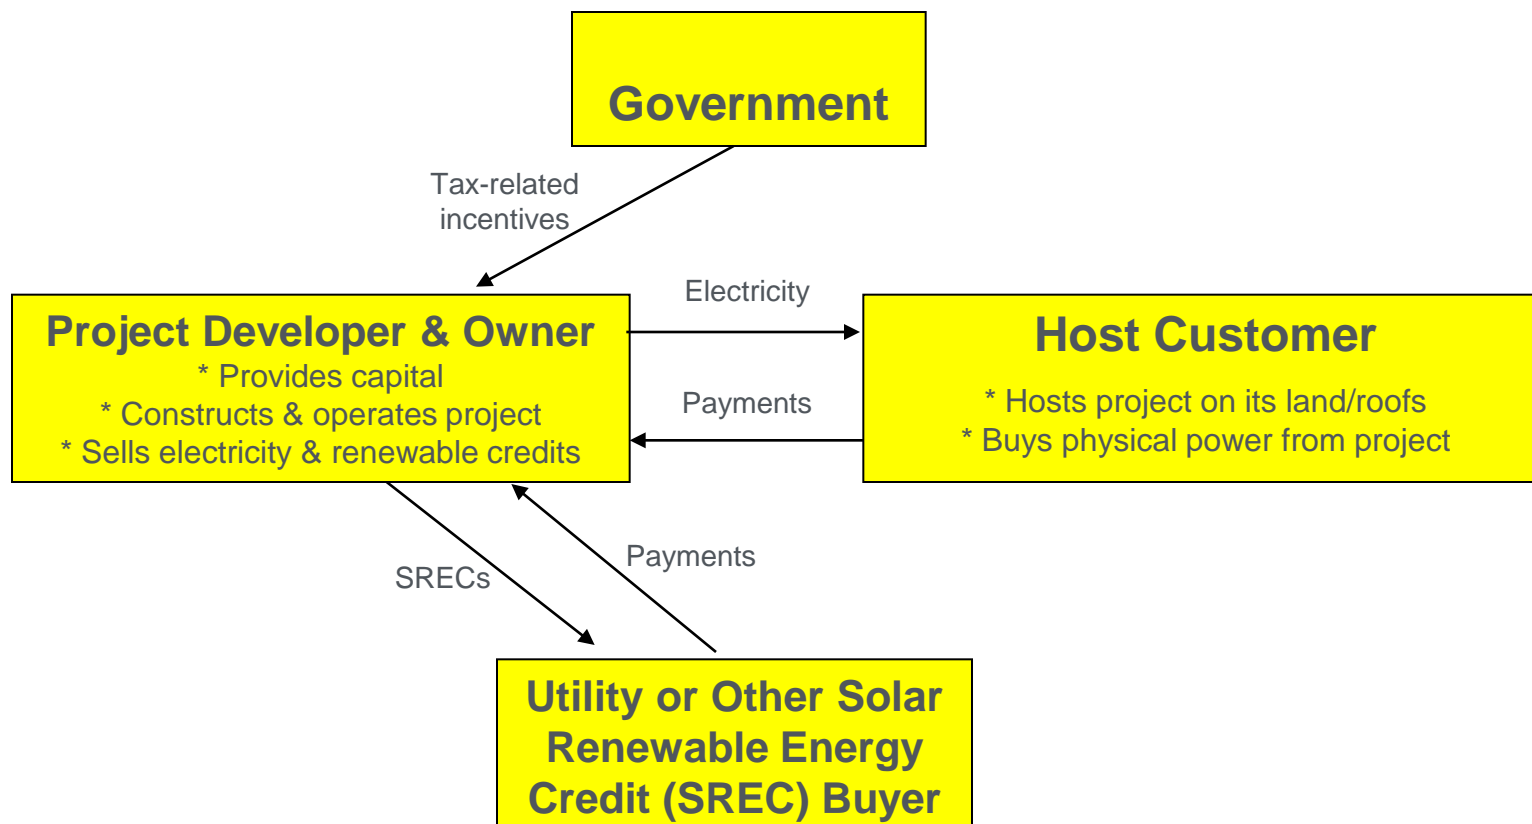 Government
Tax-related
incentives
Electricity
Project Developer & Owner
* Provides capital
* Constructs & operates project
* Sells electricity & renewable credits
Payments
Host Customer
* Hosts project on its land/roofs
* Buys physical power from project
SRECs
Payments
Utility or Other Solar
Renewable Energy
Credit (SREC) Buyer